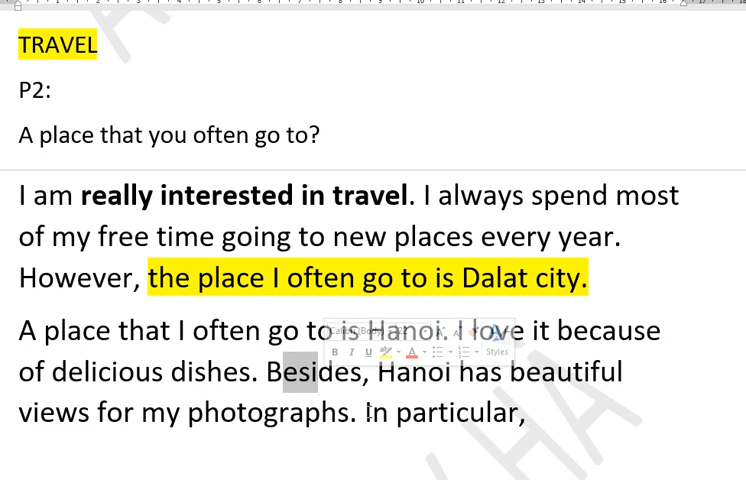 TRAVEL
P2:
A place that you often go to?
I am really interested in travel. I always spend most
of my free time going to new places every year.
However, the place I often go to is Dalat city.
A place that I often go to is Hanoi. I love it because
B I U A Styles
of delicious dishes. Besides, Hanoi has beautiful
views for my photographs. In particular,
HA